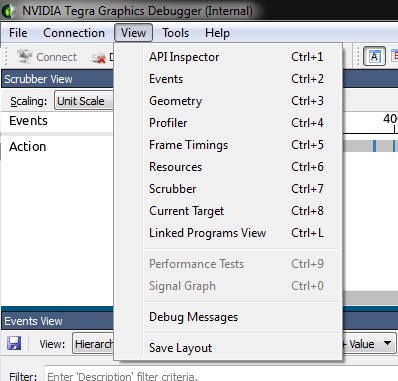 NVIDIA Tegra Graphics Debugger (Internal)
File Connection View Tools Help
Connect
Scrubber View
Scaling: Unit Scale
Events
Action
API Inspector Ctrl+1
Events Ctrl+2
Geometry Ctrl+3
Profiler Ctrl+4
Frame Timings Ctrl+5
Resources Ctrl+6
Scrubber Ctrl+7
Current Target Ctrl+8
Linked Programs View Ctrl+L
Performance Tests Ctrl+9
Signal Graph Ctrl+0
Debug Messages
Save Layout
Events View
View: Hierarch
+ Value
Filter: Enter 'Description' filter criteria.